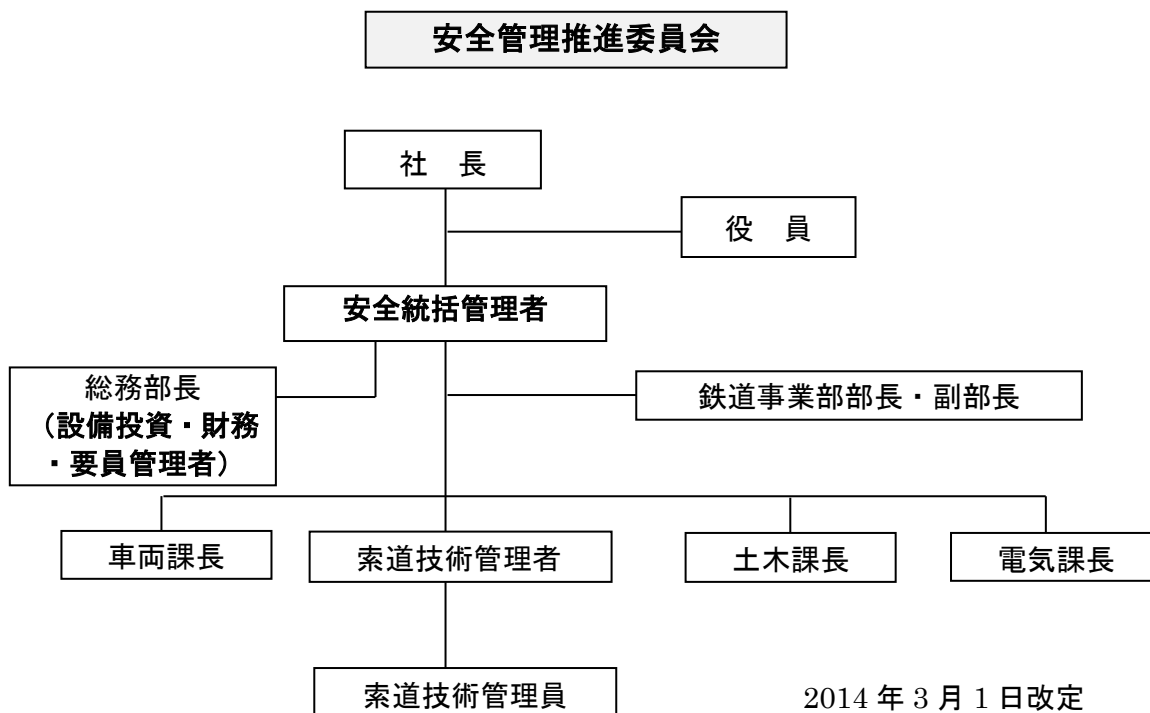 安全管理推進委員会
社　長
役　員
安全統括管理者
総務部長
（設備投資・財務
・要員管理者）
鉄道事業部部長・副部長
車両課長
索道技術管理者
土木課長
電気課長
索道技術管理員
2014 年 3 月 1 日改定